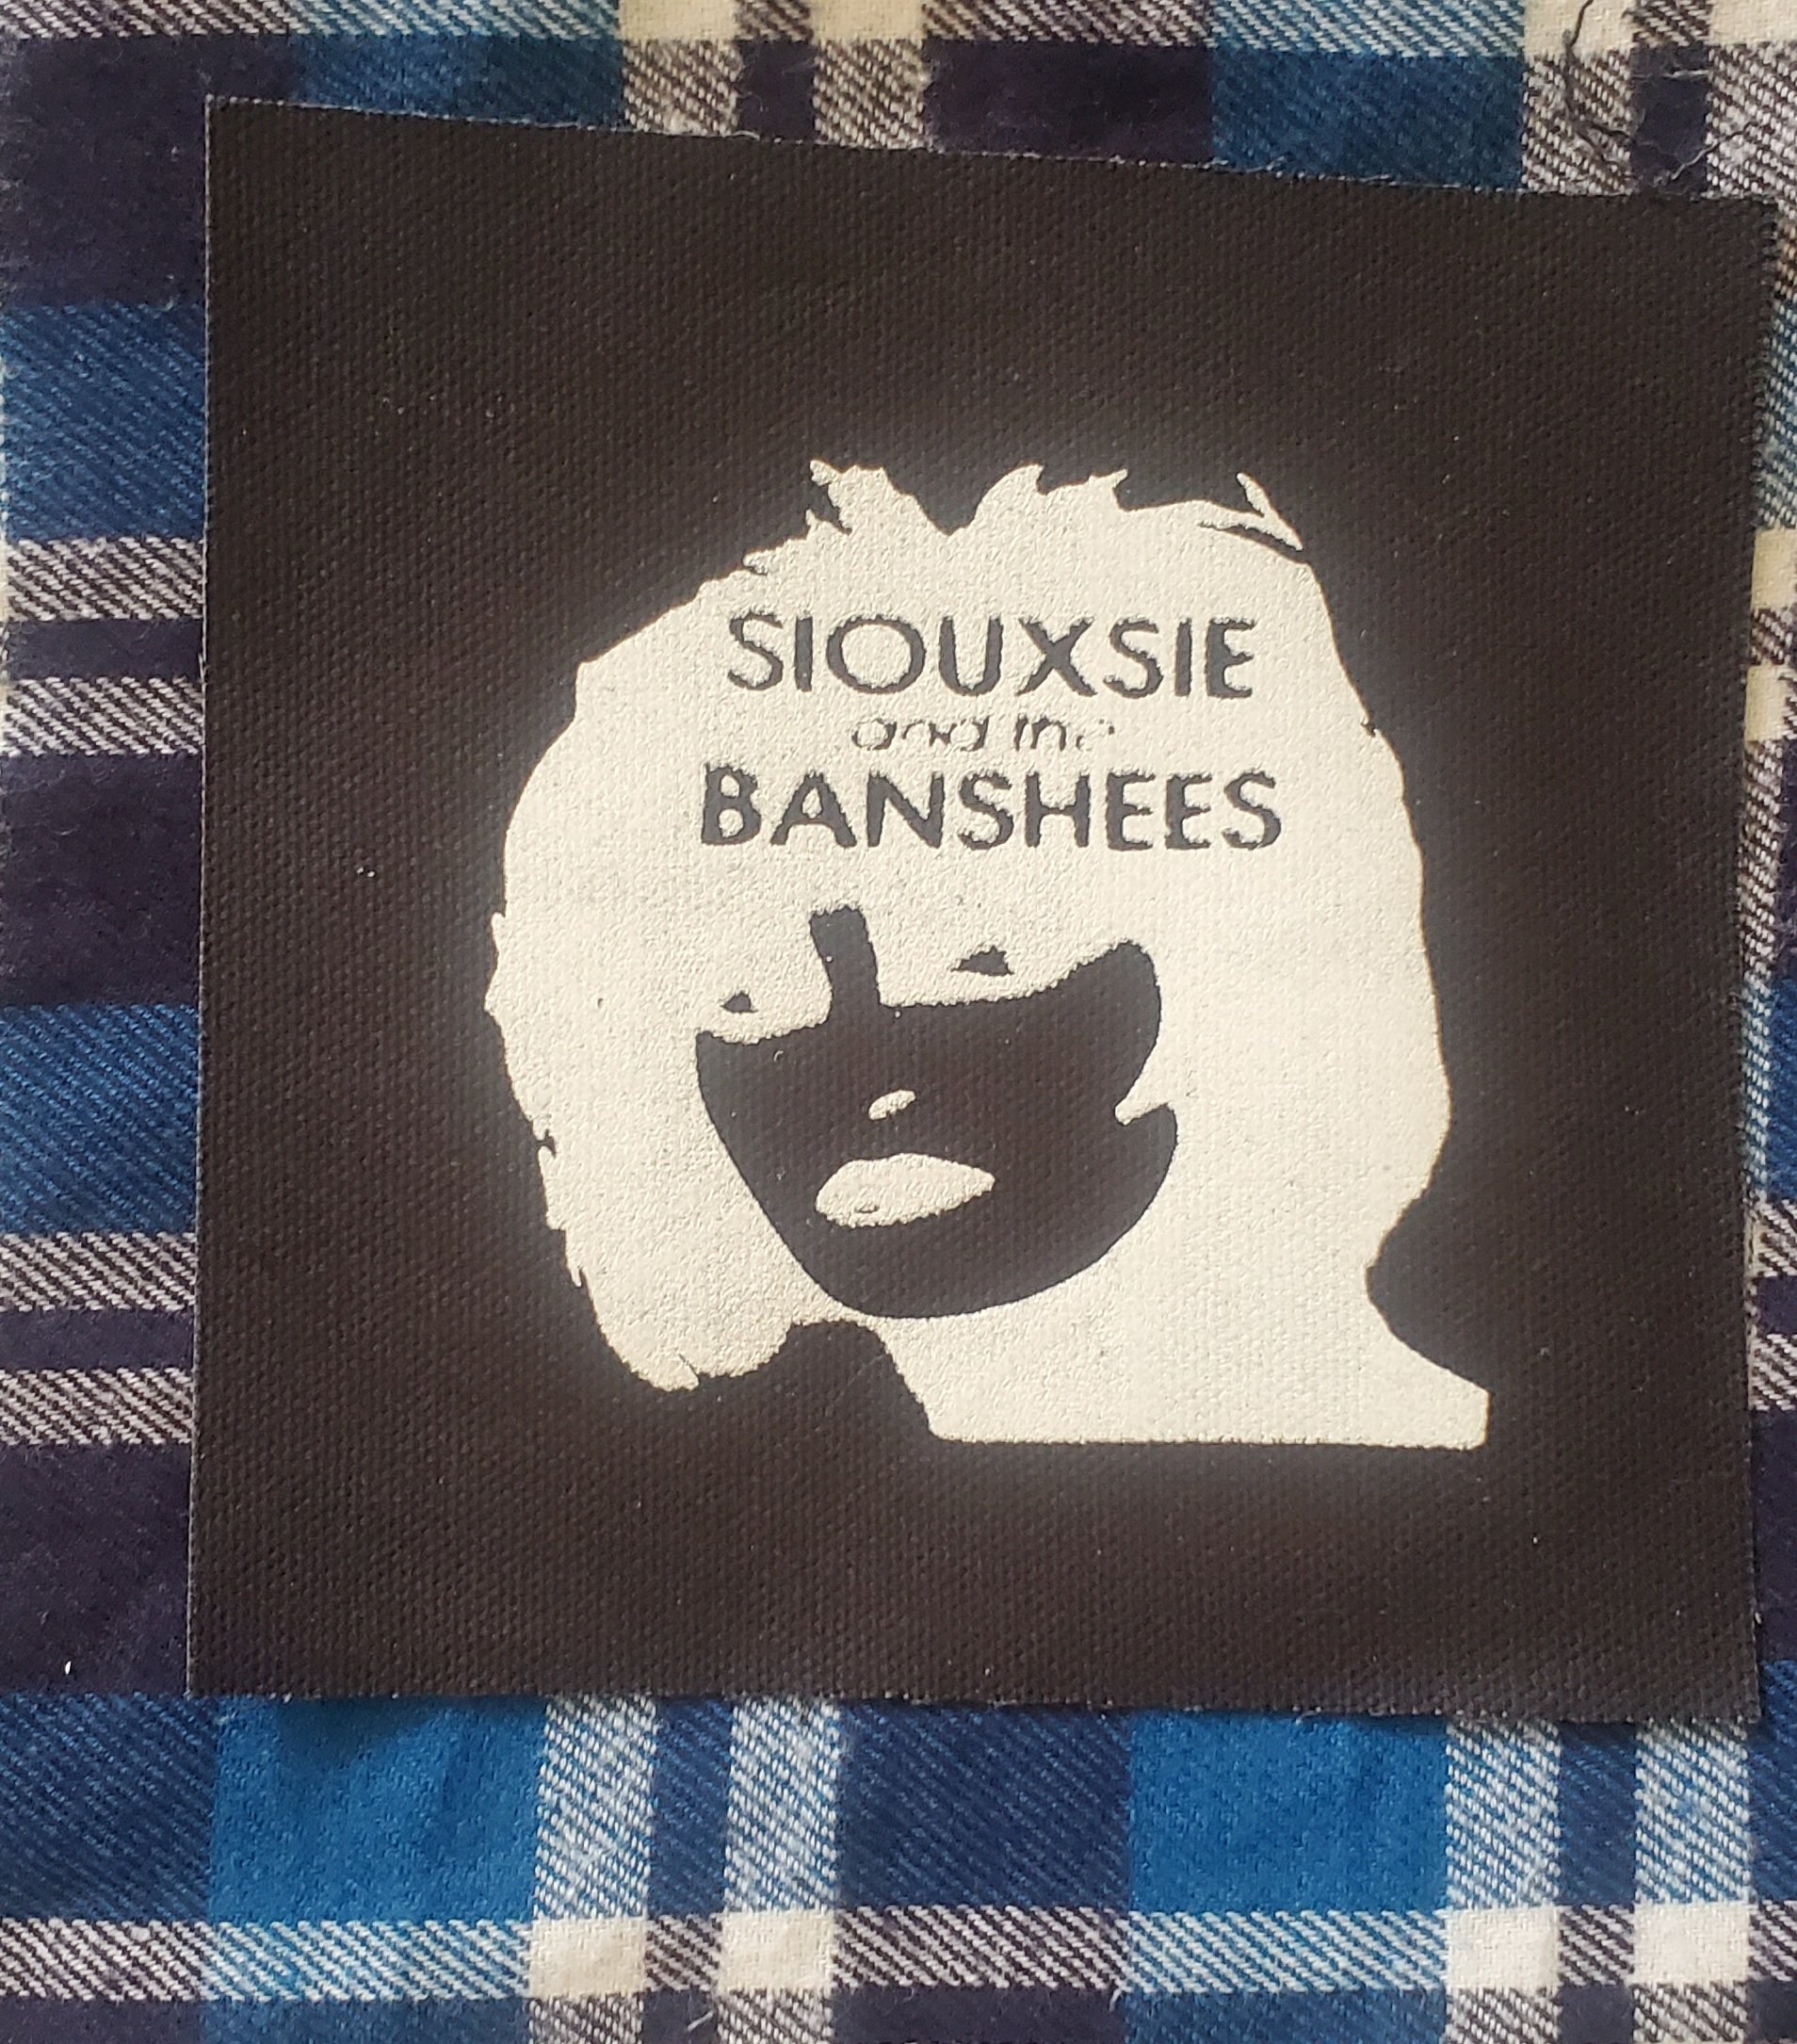 SIOUXSIE
and the
BANSHEES